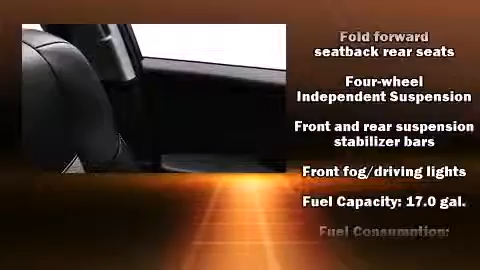 Fold forward
seatback rear seats
Four-wheel
Independent Suspension
Front and rear suspension
stabilizer bars
Front fog/driving lights
Fuel Capacity: 17.0 gal.
Fuel Consumption: